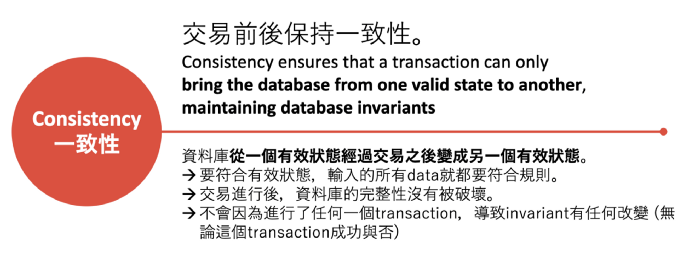 交易前後保持一致性。
Consistency ensures that a transaction can only
bring the database from one valid state to another,
maintaining database invariants
Consistency
一致性
資料庫從一個有效狀態經過交易之後變成另一個有效狀態。
→ 要符合有效狀態，輸入的所有data就都要符合規則。
→ 交易進行後，資料庫的完整性沒有被破壞。
→ 不會因為進行了任何一個transaction，導致invariant有任何改變 (無
論這個transaction成功與否)